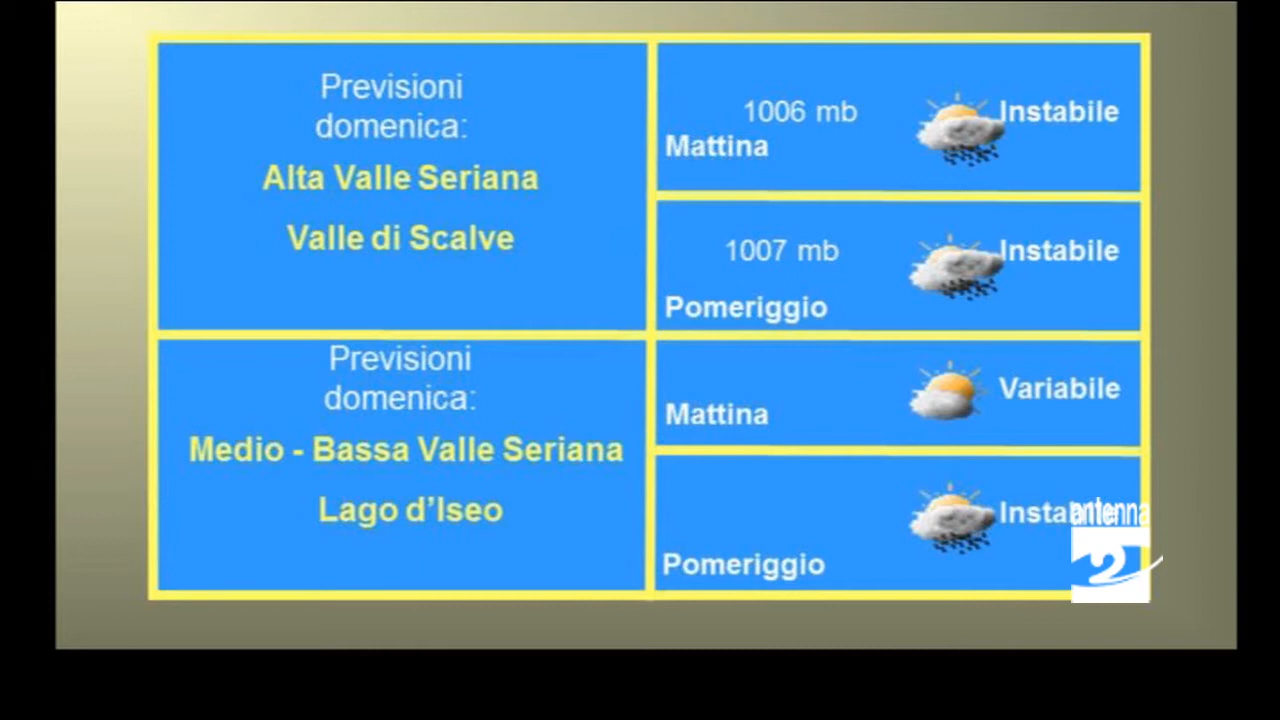 Previsioni
domenica:
Alta Valle Seriana
Valle di Scalve
1006 mb
Instabile
Mattina
1007 mb
Instabile
Pomeriggio
Previsioni
domenica:
Medio - Bassa Valle Seriana
Lago d’Iseo
Variabile
Mattina
Pomeriggio
antenna
2